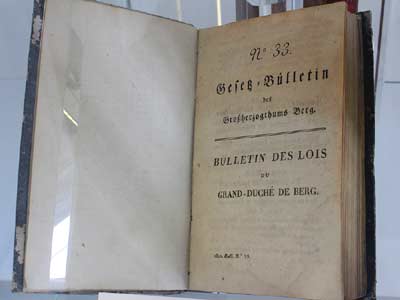 No 33.
Gesetz-Bülletin
des
Großherzogthums Berg.
BULLETIN DES LOIS
DU
GRAND-DUCHÉ DE BERG.